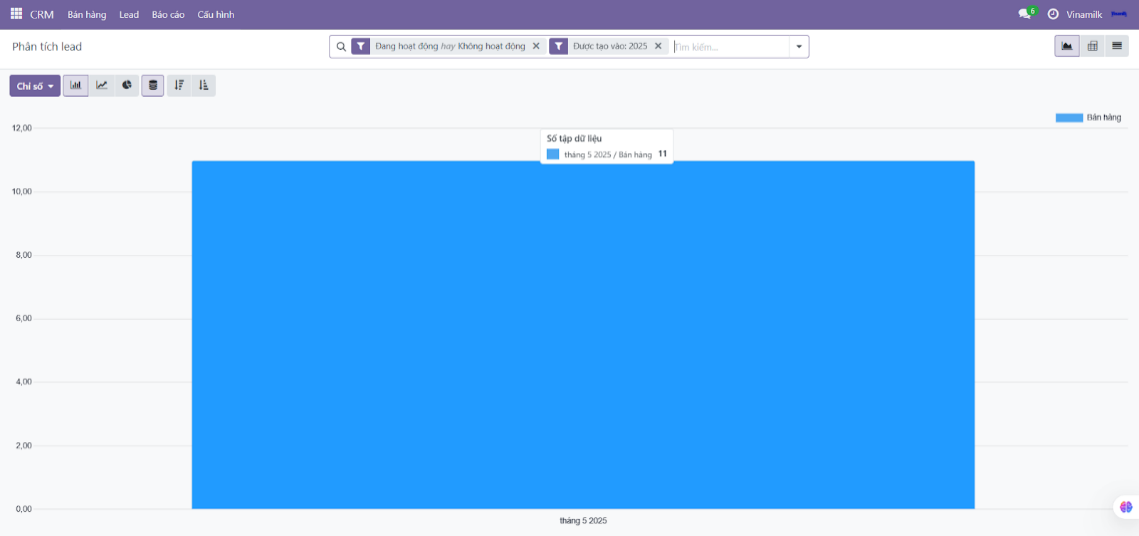 CRM Bán hàng Lead Báo cáo Cấu hình 6 Vinamilk
Phân tích lead
Đang hoạt động hay Không hoạt động Được tạo vào: 2025 Tìm kiếm...
Chỉ số
Bán hàng
12,00
Số tập dữ liệu
tháng 5 2025 / Bán hàng 11
10,00
8,00
6,00
4,00
2,00
0,00
tháng 5 2025